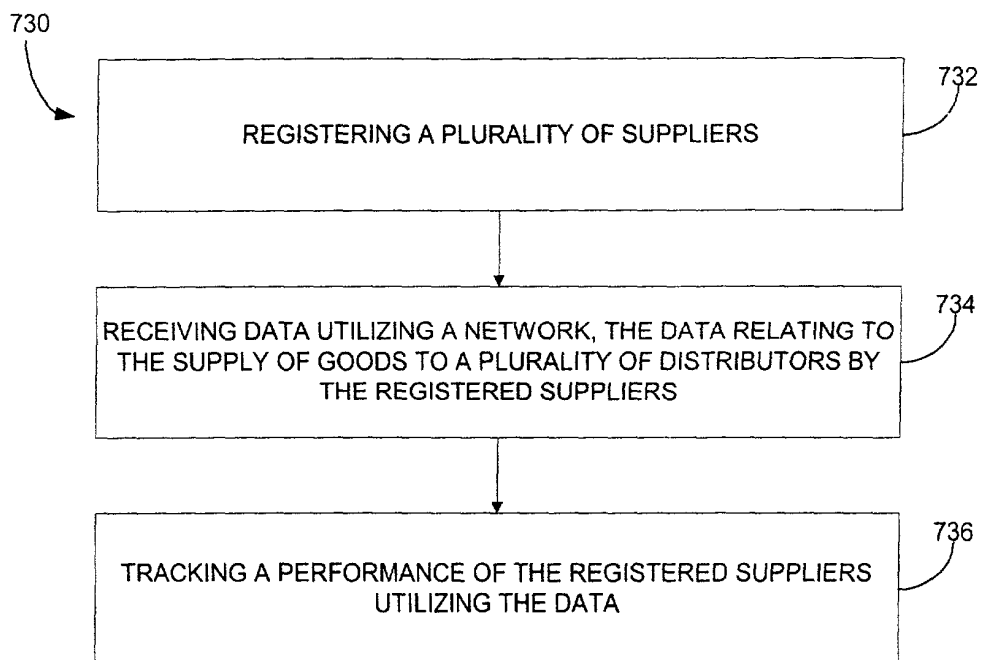 730
732
REGISTERING A PLURALITY OF SUPPLIERS
734
RECEIVING DATA UTILIZING A NETWORK, THE DATA RELATING TO
THE SUPPLY OF GOODS TO A PLURALITY OF DISTRIBUTORS BY
THE REGISTERED SUPPLIERS
736
TRACKING A PERFORMANCE OF THE REGISTERED SUPPLIERS
UTILIZING THE DATA